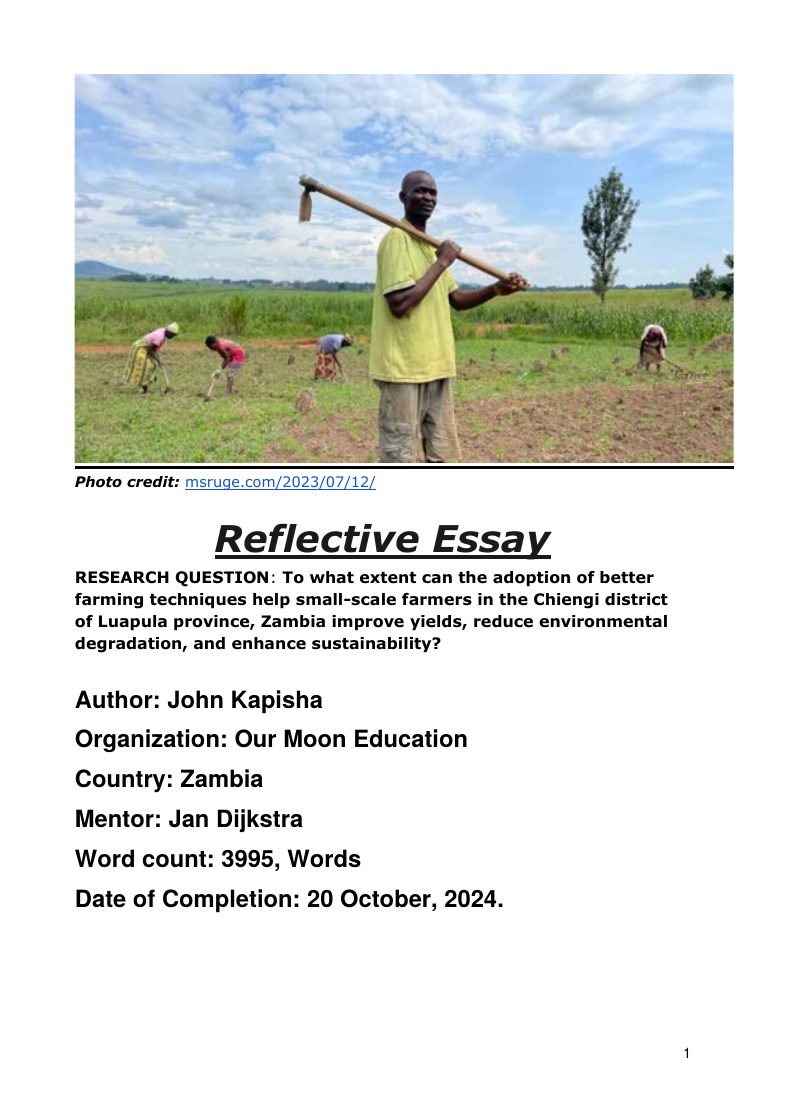 Photo credit: msruge.com/2023/07/12/
Reflective Essay
RESEARCH QUESTION: To what extent can the adoption of better
farming techniques help small-scale farmers in the Chiengi district
of Luapula province, Zambia improve yields, reduce environmental
degradation, and enhance sustainability?
Author: John Kapisha
Organization: Our Moon Education
Country: Zambia
Mentor: Jan Dijkstra
Word count: 3995, Words
Date of Completion: 20 October, 2024.
1